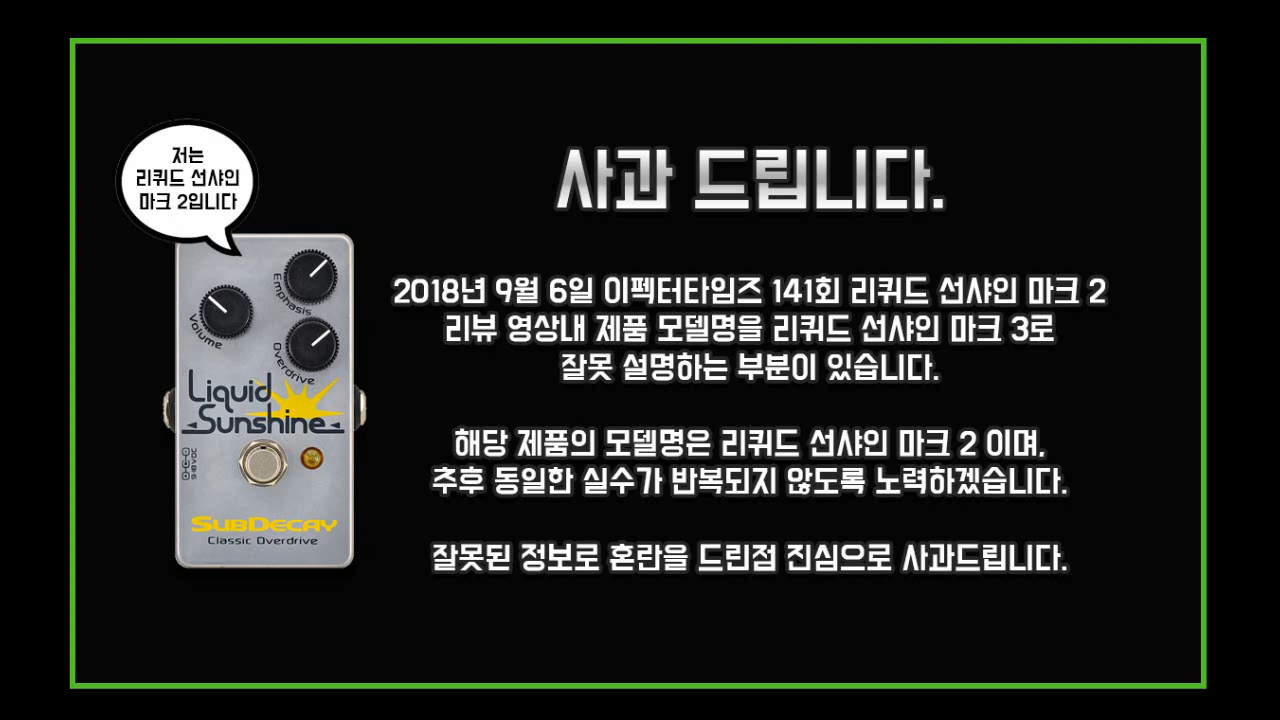 저는
리퀴드 선샤인
마크 2입니다
사과 드립니다.
2018년 9월 6일 이펙터타임즈 141회 리퀴드 선샤인 마크 2
리뷰 영상내 제품 모델명을 리퀴드 선샤인 마크 3로
잘못 설명하는 부분이 있습니다.
해당 제품의 모델명은 리퀴드 선샤인 마크 2 이며,
추후 동일한 실수가 반복되지 않도록 노력하겠습니다.
잘못된 정보로 혼란을 드린점 진심으로 사과드립니다.
Emphasis
Volume
Overdrive
Liquid
Sunshine
9-18 VDC
SUBDECAY
Classic Overdrive